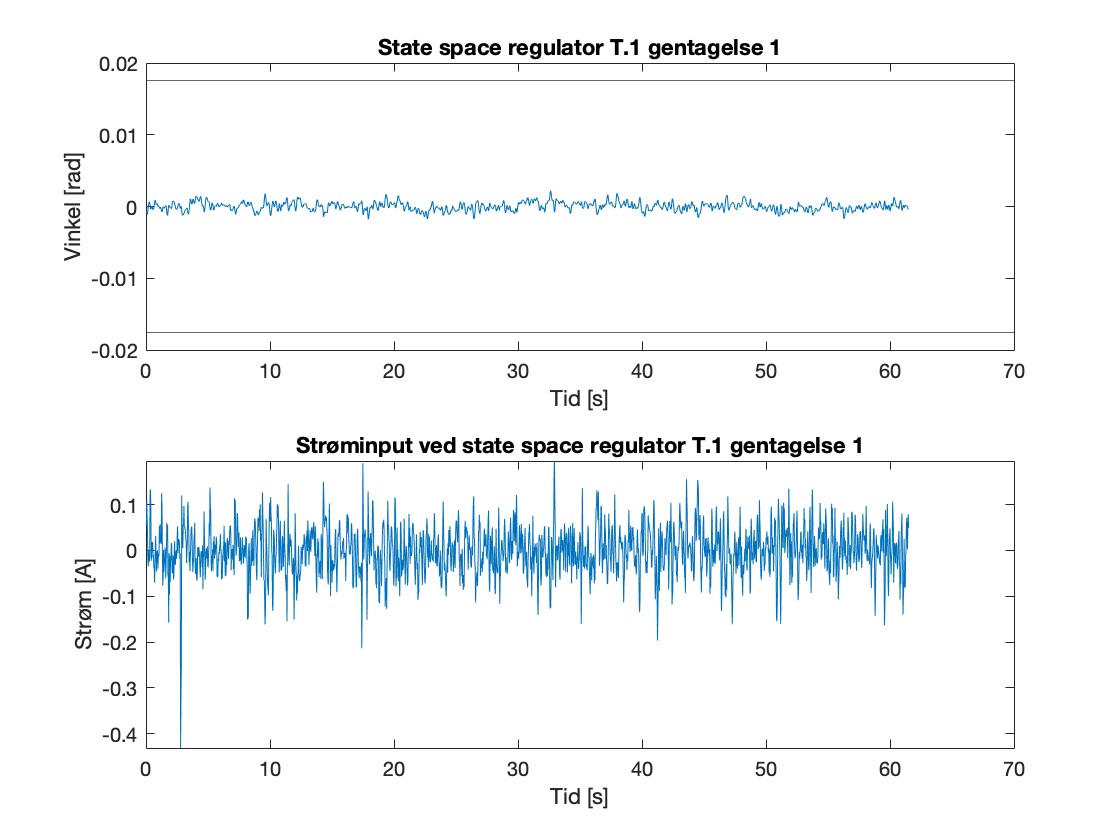 State space regulator T.1 gentagelse 1
0.02
0.01
0
-0.01
-0.02
Vinkel [rad]
0 10 20 30 40 50 60 70
Tid [s]
Strøminput ved state space regulator T.1 gentagelse 1
0.1
0
-0.1
-0.2
-0.3
-0.4
Strøm [A]
0 10 20 30 40 50 60 70
Tid [s]